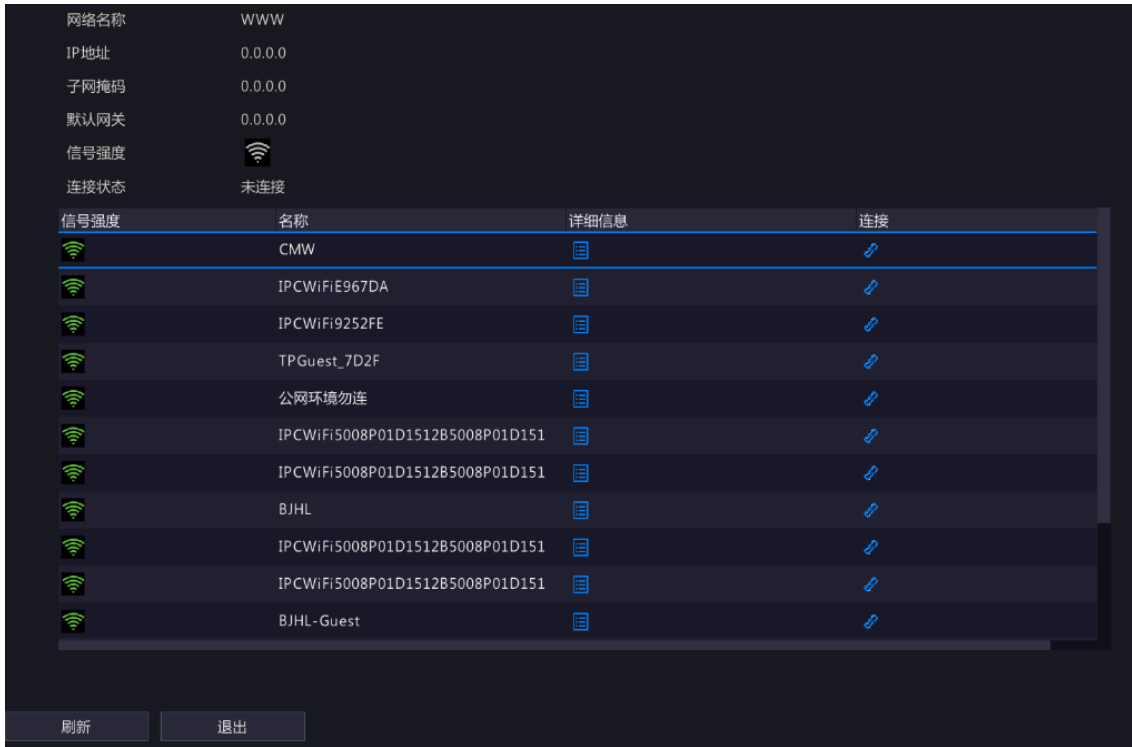 网络名称 WWW
IP地址 0.0.0.0
子网掩码 0.0.0.0
默认网关 0.0.0.0
信号强度
连接状态 未连接
信号强度 名称 详细信息 连接
CMW
IPCWiFiE967DA
IPCWiFi9252FE
TPGuest_7D2F
公网环境勿连
IPCWiFi5008P01D1512B5008P01D151
IPCWiFi5008P01D1512B5008P01D151
BJHL
IPCWiFi5008P01D1512B5008P01D151
IPCWiFi5008P01D1512B5008P01D151
BJHL-Guest
刷新 退出